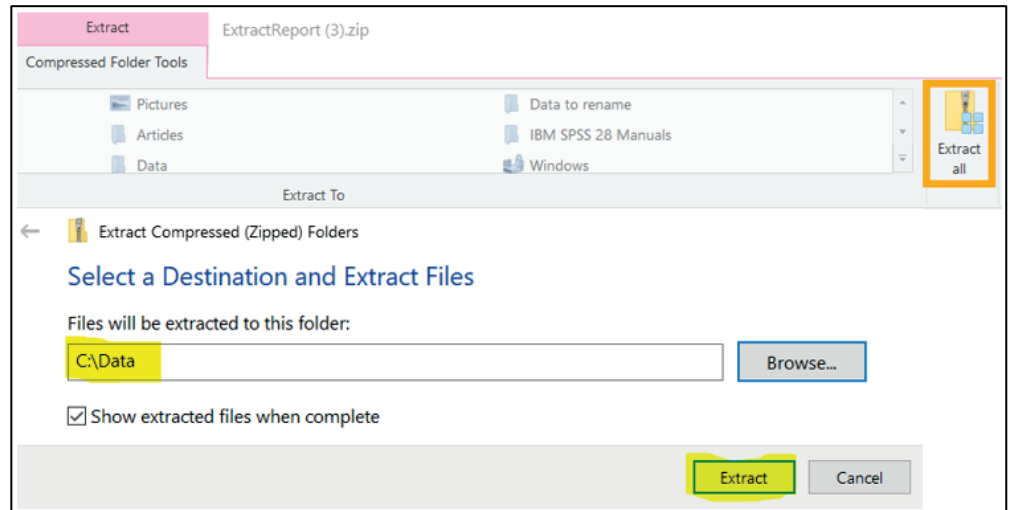 Extract ExtractReport (3).zip
Compressed Folder Tools
Pictures Data to rename
Articles IBM SPSS 28 Manuals
Data Windows
Extract To
Extract
all
Extract Compressed (Zipped) Folders
Select a Destination and Extract Files
Files will be extracted to this folder:
C:\Data Browse...
Show extracted files when complete
Extract Cancel